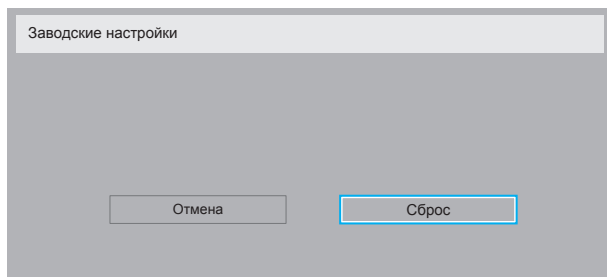 Заводские настройки
Отмена
Сброс